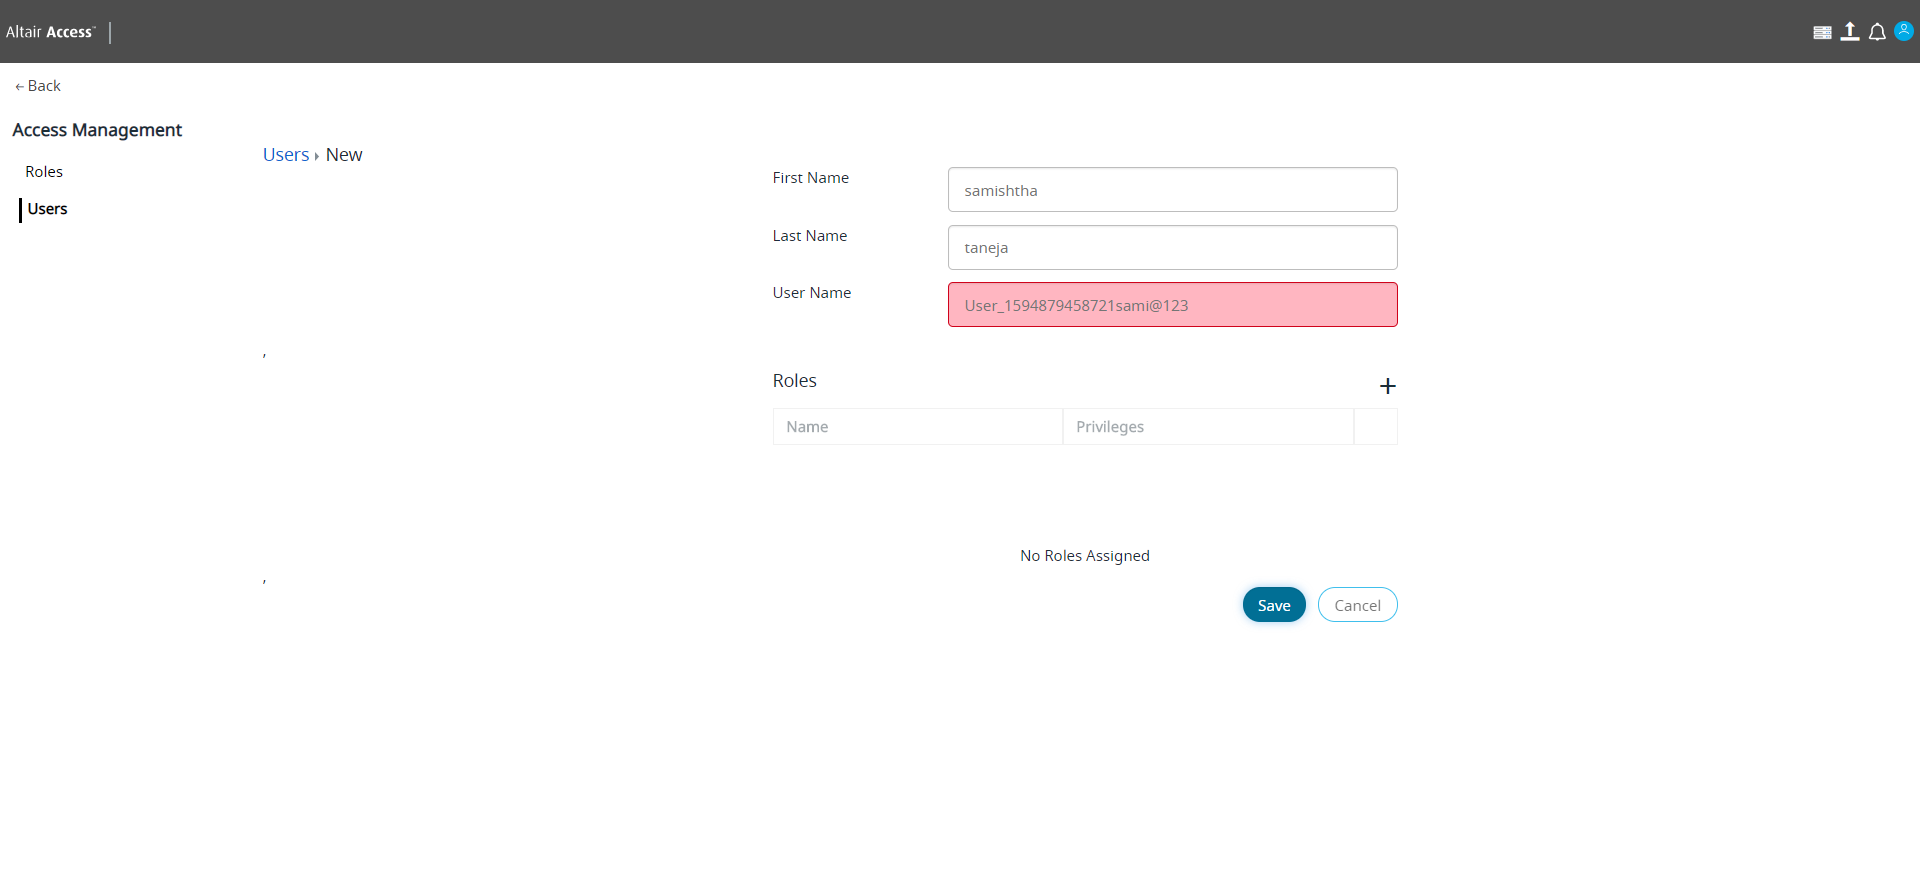 Altair Access™
Back
Access Management
Roles
Users
Users New
First Name
samishtha
Last Name
taneja
User Name
User_1594879458721sami@123
,
Roles
+
Name Privileges
No Roles Assigned
,
Save Cancel